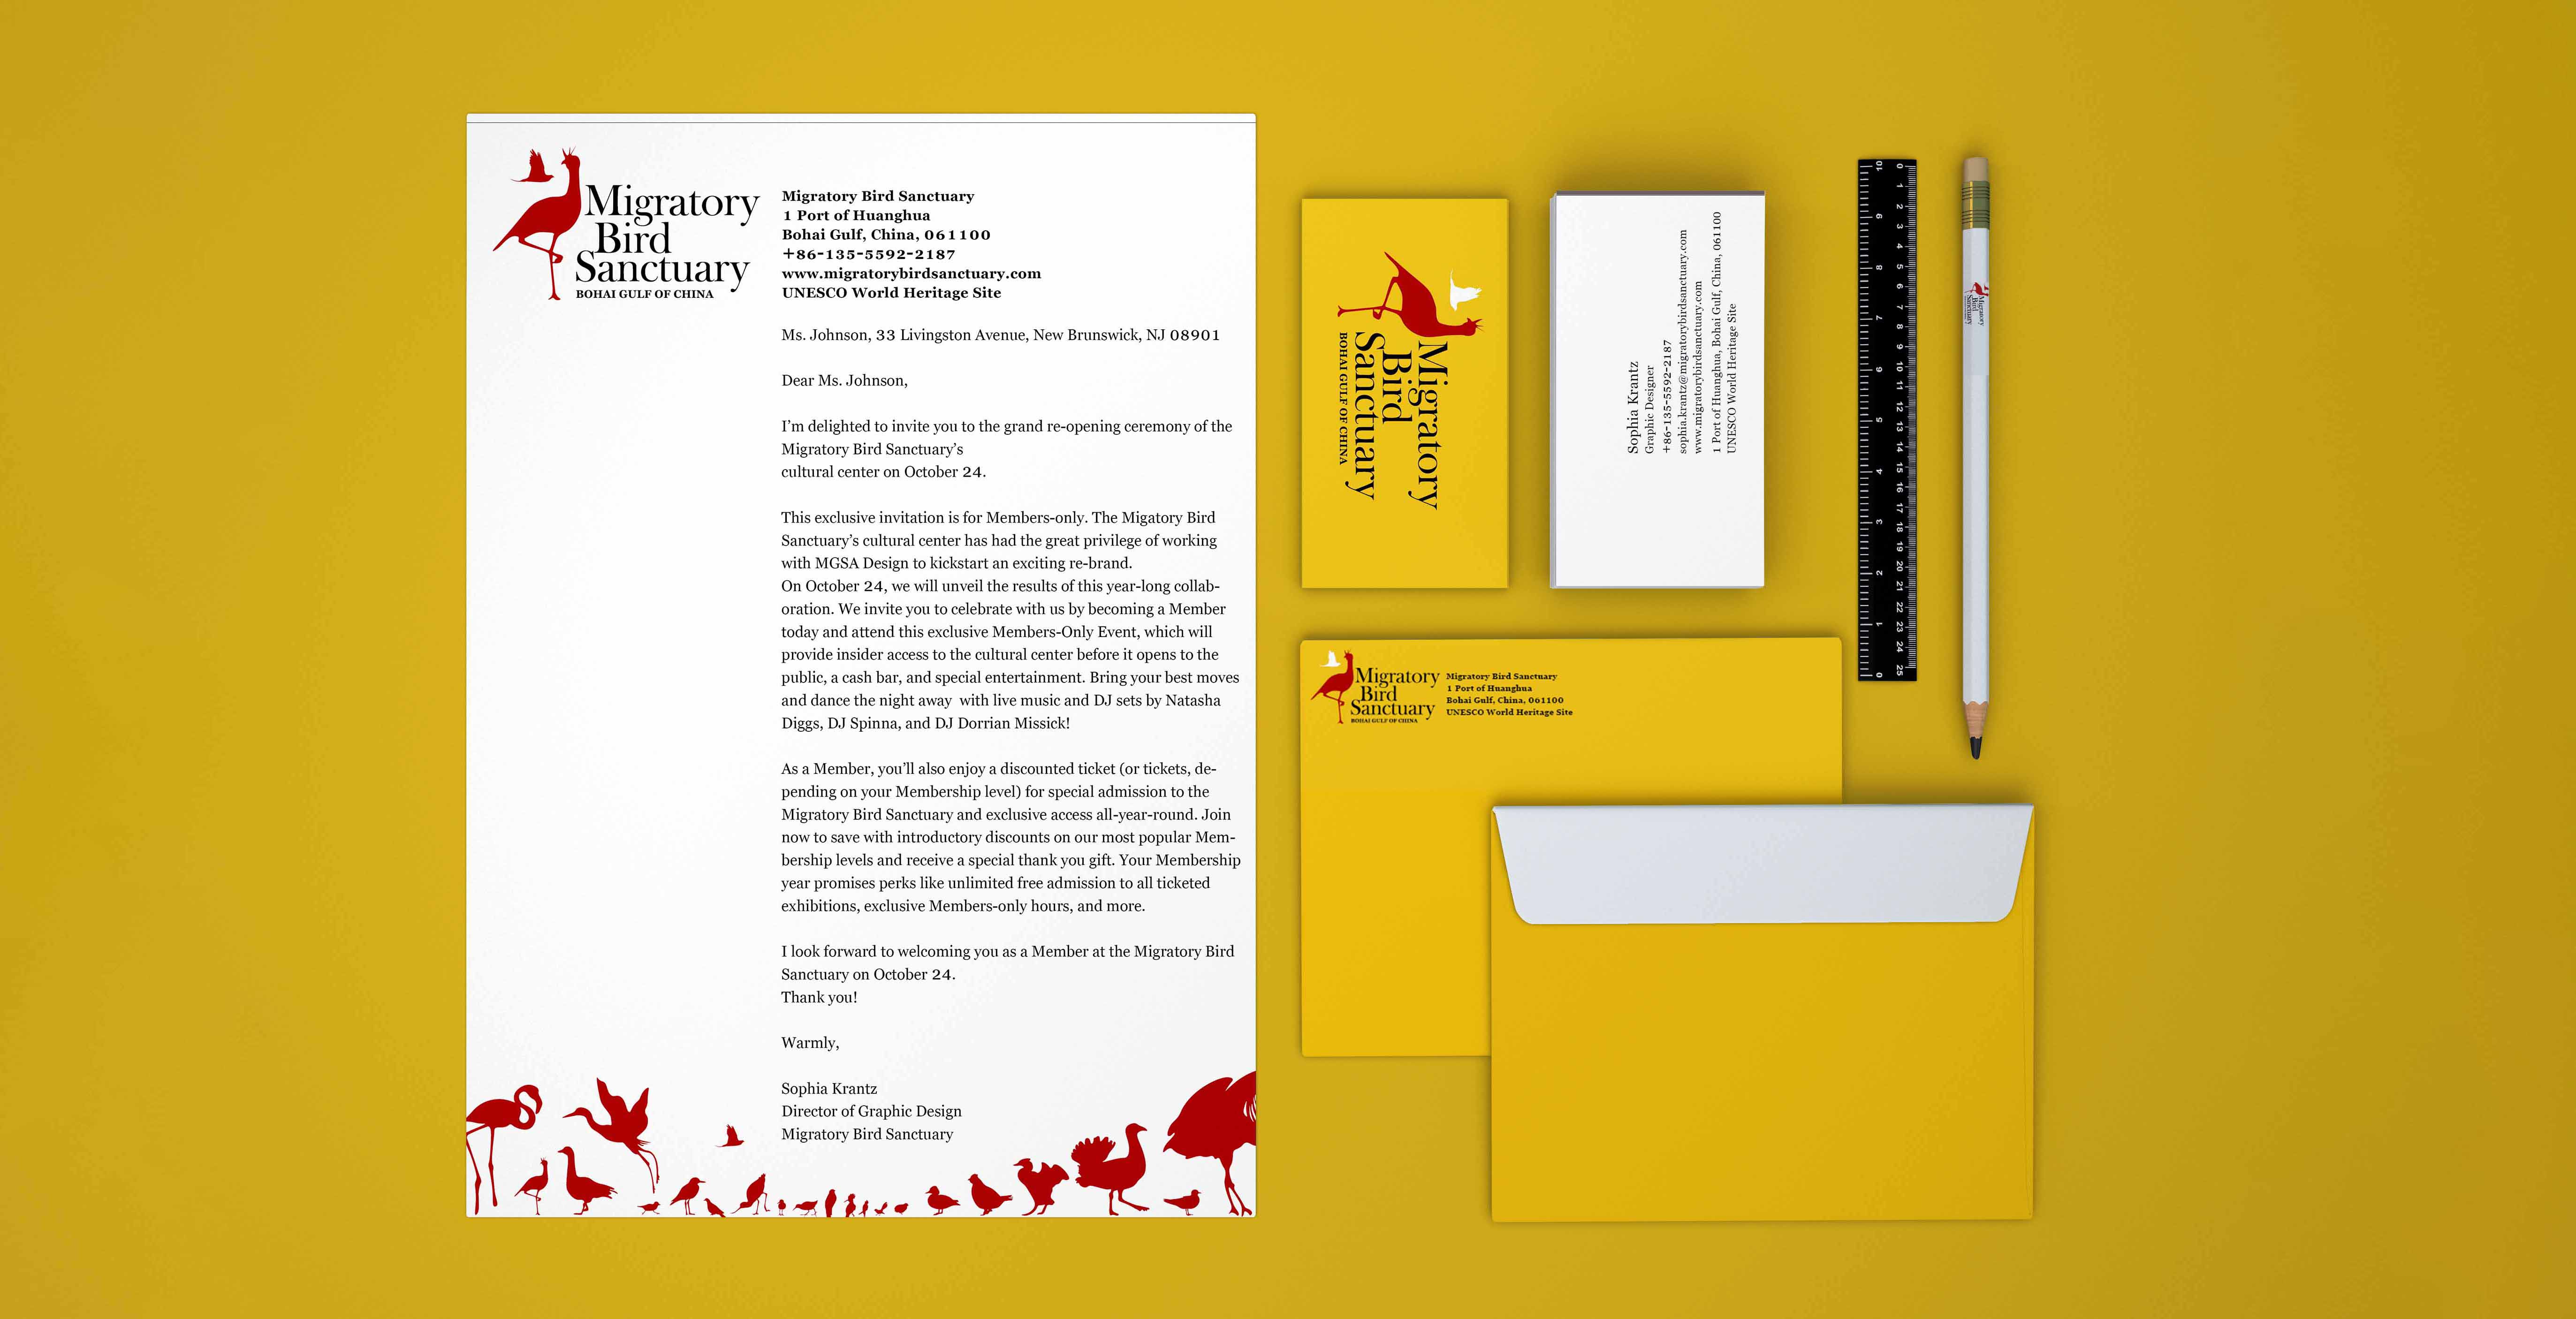 Migratory
Bird
Sanctuary
BOHAI GULF OF CHINA
Migratory Bird Sanctuary
1 Port of Huanghua
Bohai Gulf, China, 061100
+86-135-5592-2187
www.migratorybirdsanctuary.com
UNESCO World Heritage Site
Ms. Johnson, 33 Livingston Avenue, New Brunswick, NJ 08901
Dear Ms. Johnson,
I’m delighted to invite you to the grand re-opening ceremony of the
Migratory Bird Sanctuary’s
cultural center on October 24.
This exclusive invitation is for Members-only. The Migatory Bird
Sanctuary’s cultural center has had the great privilege of working
with MGSA Design to kickstart an exciting re-brand.
On October 24, we will unveil the results of this year-long collab-
oration. We invite you to celebrate with us by becoming a Member
today and attend this exclusive Members-Only Event, which will
provide insider access to the cultural center before it opens to the
public, a cash bar, and special entertainment. Bring your best moves
and dance the night away with live music and DJ sets by Natasha
Diggs, DJ Spinna, and DJ Dorrian Missick!
As a Member, you’ll also enjoy a discounted ticket (or tickets, de-
pending on your Membership level) for special admission to the
Migratory Bird Sanctuary and exclusive access all-year-round. Join
now to save with introductory discounts on our most popular Mem-
bership levels and receive a special thank you gift. Your Membership
year promises perks like unlimited free admission to all ticketed
exhibitions, exclusive Members-only hours, and more.
I look forward to welcoming you as a Member at the Migratory Bird
Sanctuary on October 24.
Thank you!
Warmly,
Sophia Krantz
Director of Graphic Design
Migratory Bird Sanctuary
Migratory
Bird
Sanctuary
BOHAI GULF OF CHINA
Sophia Krantz
Graphic Designer
+86-135-5592-2187
sophia.krantz@migratorybirdsanctuary.com
www.migratorybirdsanctuary.com
1 Port of Huanghua, Bohai Gulf, China, 061100
UNESCO World Heritage Site
10 9 8 7 6 5 4 3 2 1 0
0 1 2 3 4 5 6 7 8 9 10 11 12 13 14 15 16 17 18 19 20 21 22 23 24 25
Migratory
Bird
Sanctuary
Migratory
Bird
Sanctuary
BOHAI GULF OF CHINA
Migratory Bird Sanctuary
1 Port of Huanghua
Bohai Gulf, China, 061100
UNESCO World Heritage Site